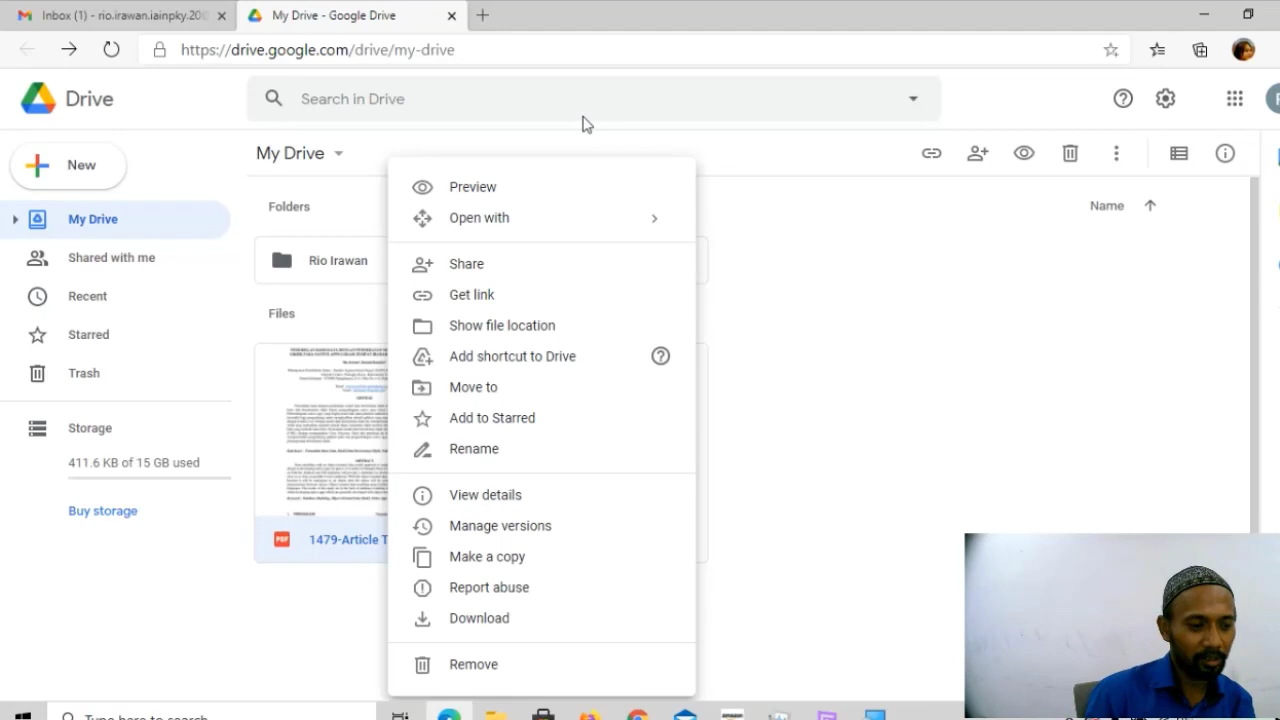 Inbox (1) - rio.irawan.iainpky.20
My Drive - Google Drive
https://drive.google.com/drive/my-drive
Drive
Search in Drive
New
My Drive
Name
My Drive
Shared with me
Recent
Starred
Trash
Storage
411.6 KB of 15 GB used
Buy storage
Folders
Rio Irawan
Files
PDF
1479-Article T
Preview
Open with
Share
Get link
Show file location
Add shortcut to Drive
Move to
Add to Starred
Rename
View details
Manage versions
Make a copy
Report abuse
Download
Remove
Type here to search